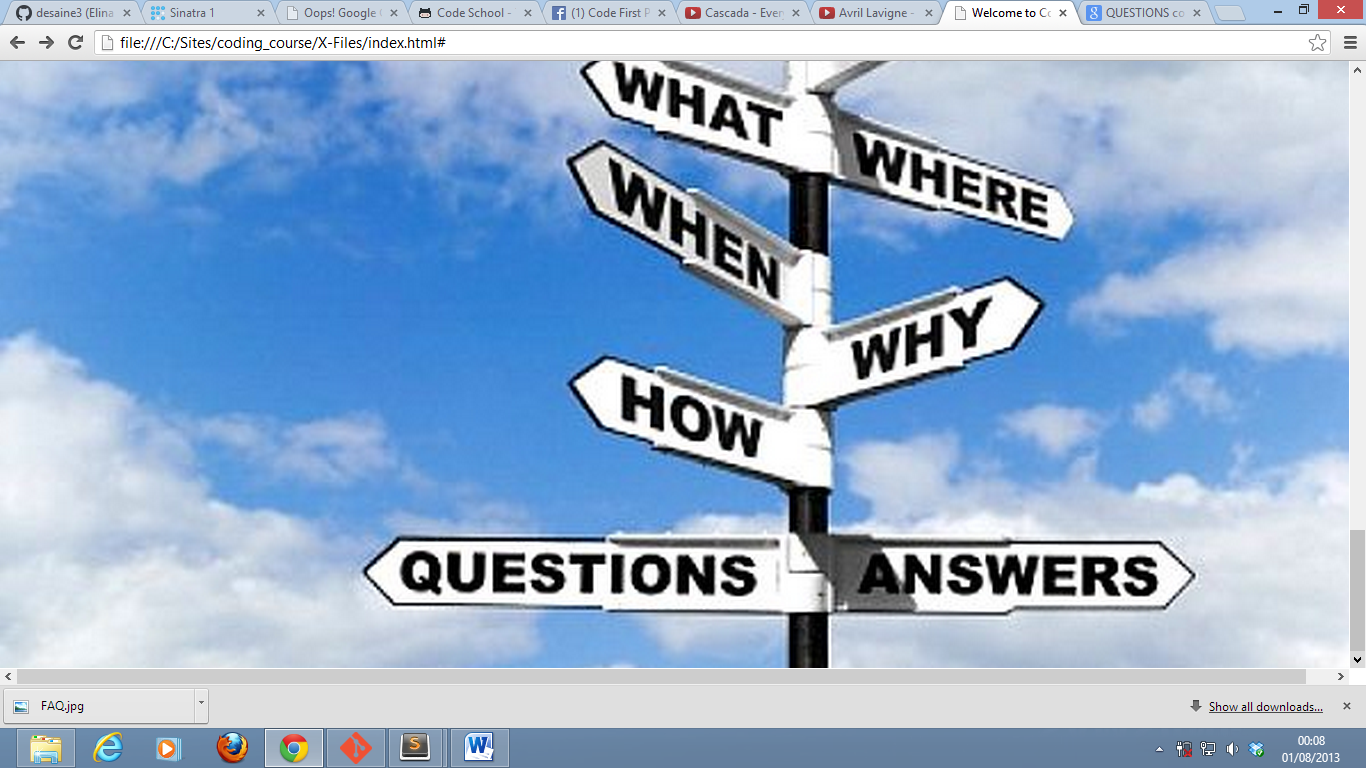 desaine3 (Elina
Sinatra 1
Oops! Google C
Code School
(1) Code First P
Cascada - Ever
Avril Lavigne -
Welcome to Co
QUESTIONS co
file:///C:/Sites/coding_course/X-Files/index.html#
WHAT
WHERE
WHEN
WHY
HOW
QUESTIONS
ANSWERS
FAQ.jpg
Show all downloads...
00:08
01/08/2013